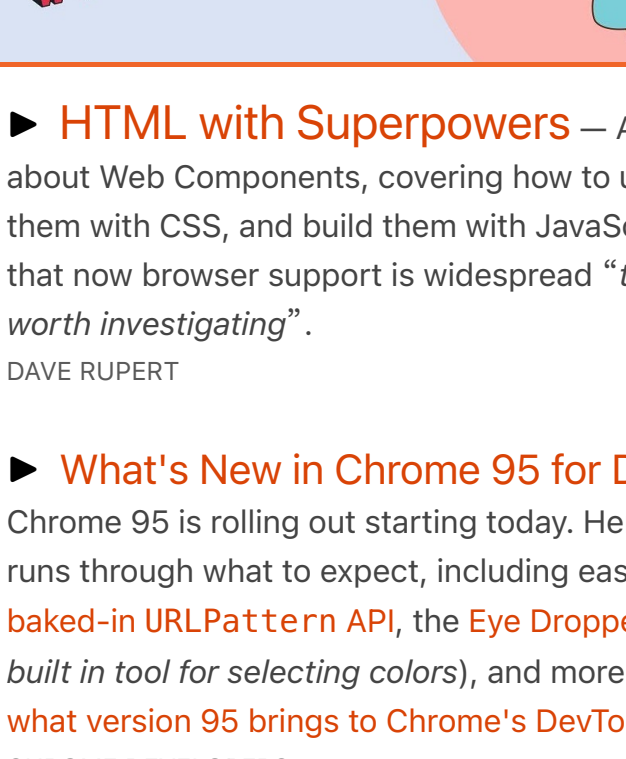 ► HTML with Superpowers — A
about Web Components, covering how to u
them with CSS, and build them with JavaSc
that now browser support is widespread “t
worth investigating”.
DAVE RUPERT
► What's New in Chrome 95 for D
Chrome 95 is rolling out starting today. He
runs through what to expect, including eas
baked-in URLPattern API, the Eye Droppe
built in tool for selecting colors), and more
what version 95 brings to Chrome's DevTo